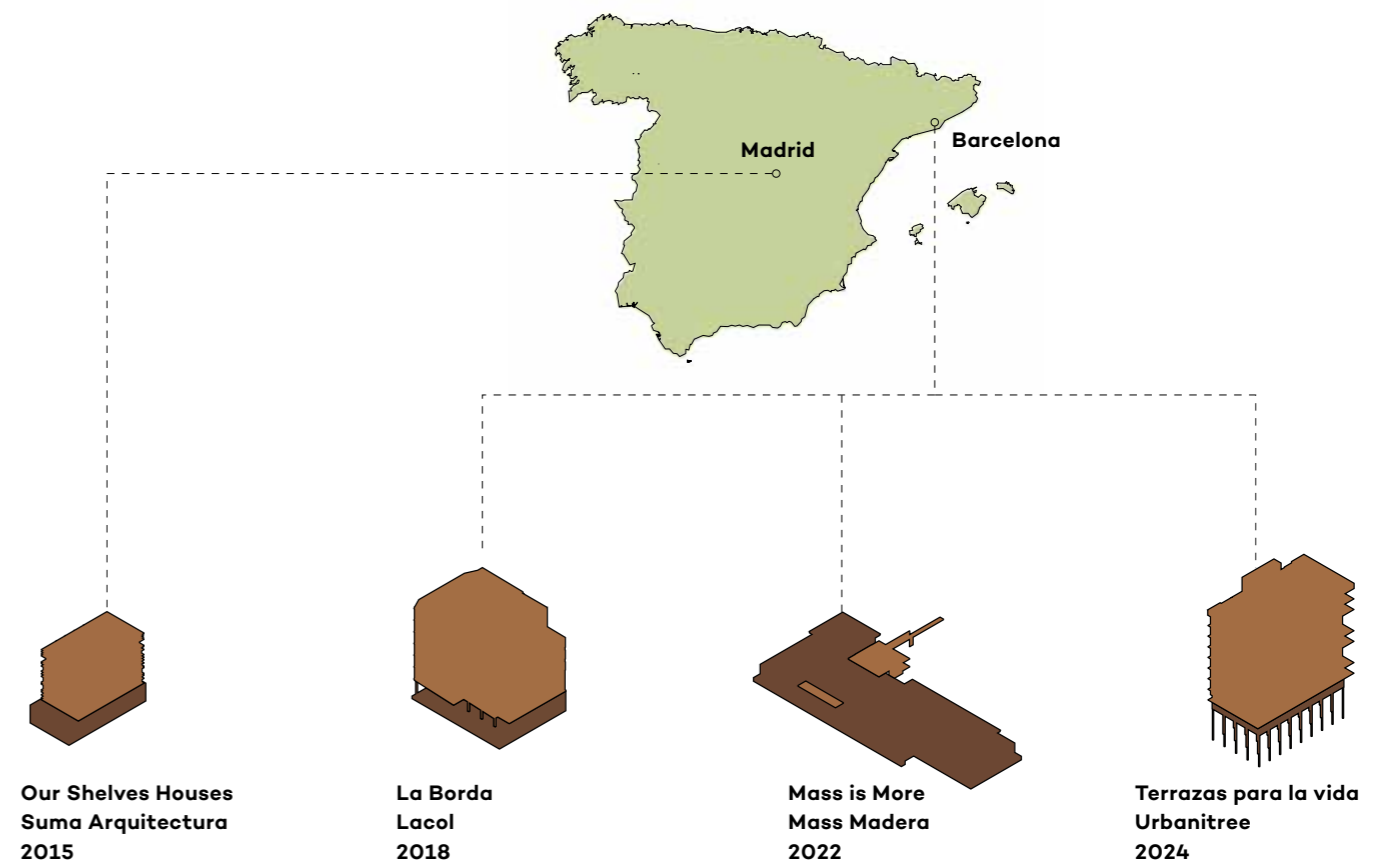 Madrid
Barcelona
Our Shelves Houses
Suma Arquitectura
2015
La Borda
Lacol
2018
Mass is More
Mass Madera
2022
Terrazas para la vida
Urbanitree
2024